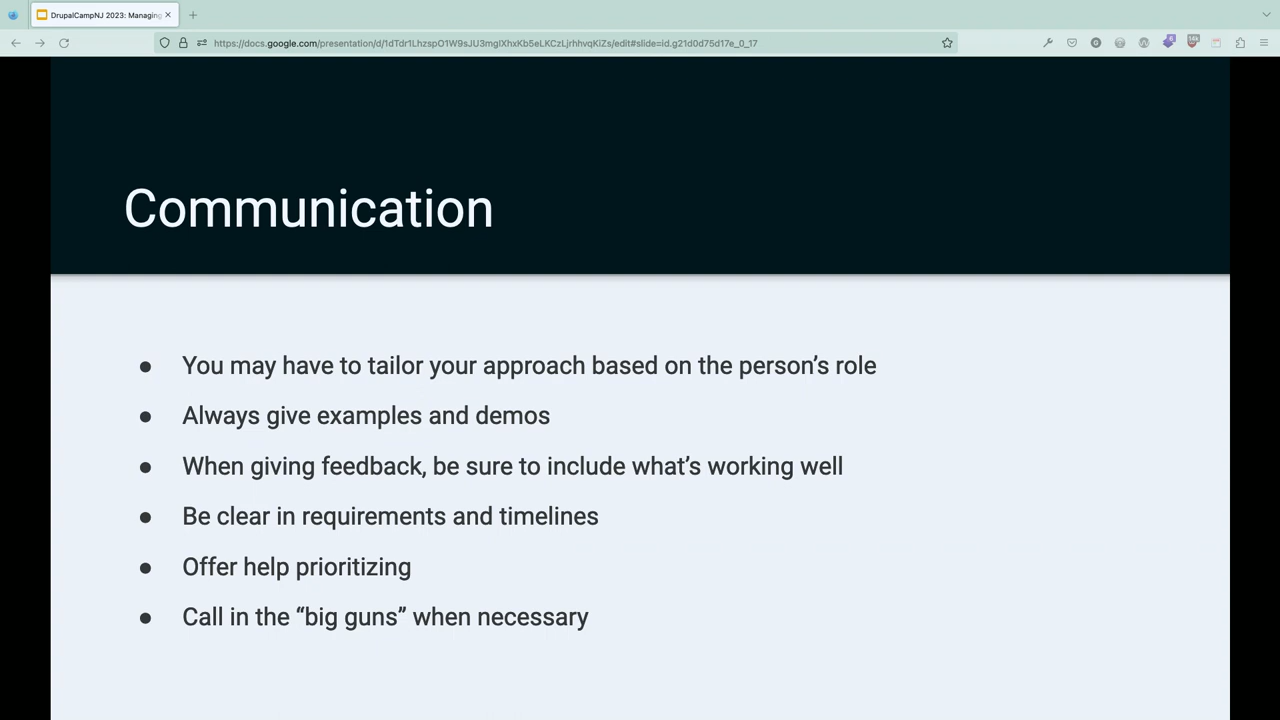 DrupalCampNJ 2023: Managing
https://docs.google.com/presentation/d/1dTdr1LhzspO1W9sJU3mglXhxKb5eLKCzLjrhhvqKiZs/edit#slide=id.g21d0d75d17e_0_17
Communication
● You may have to tailor your approach based on the person’s role
● Always give examples and demos
● When giving feedback, be sure to include what’s working well
● Be clear in requirements and timelines
● Offer help prioritizing
● Call in the “big guns” when necessary